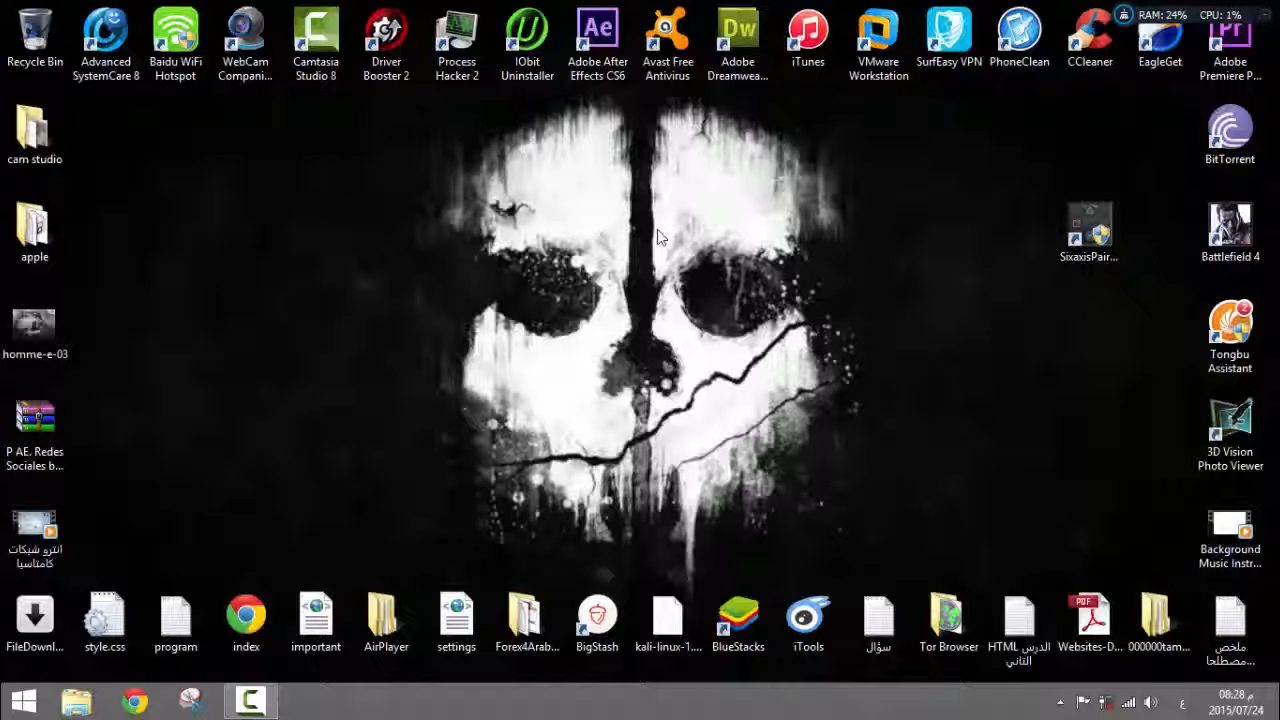 RAM: 24% CPU: 1%
Recycle Bin
Advanced
SystemCare 8
Baidu WiFi
Hotspot
WebCam
Compani...
Camtasia
Studio 8
Driver
Booster 2
Process
Hacker 2
IObit
Uninstaller
Adobe After
Effects CS6
Avast Free
Antivirus
Adobe
Dreamwea...
iTunes
VMware
Workstation
SurfEasy VPN
PhoneClean
CCleaner
EagleGet
Adobe
Premiere P...
cam studio
BitTorrent
apple
SixaxisPair...
Battlefield 4
homme-e-03
2
Tongbu
Assistant
P AE. Redes
Sociales b...
3D Vision
Photo Viewer
انترو شبكات
كامتاسيا
Background
Music Instr...
FileDownl...
style.css
program
index
important
AirPlayer
settings
Forex4Arab...
BigStash
kali-linux-1....
BlueStacks
iTools
سؤال
Tor Browser
الدرس HTML
الثاني
PDF
Websites-D...
000000tam...
ملخص
مصطلحا...
ع
08:28 م
2015/07/24